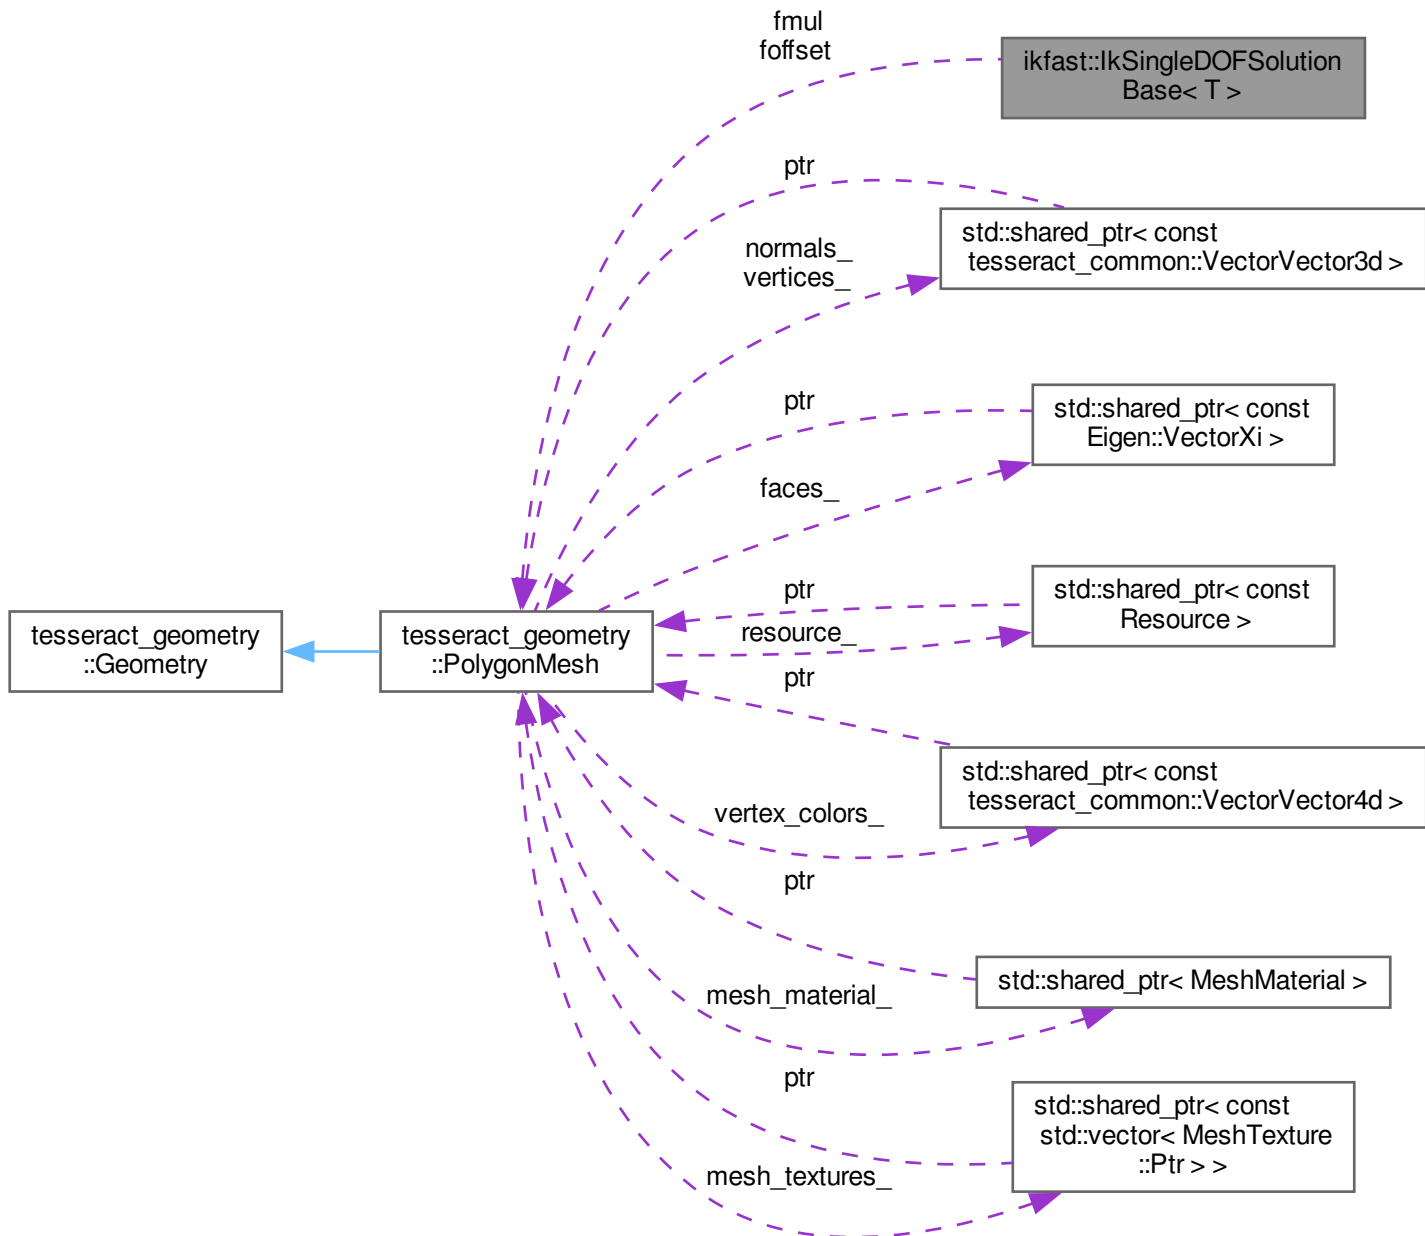 fmul
foffset
ikfast::IkSingleDOFSolution
Base< T >
ptr
std::shared_ptr< const
tesseract_common::VectorVector3d >
normals_
vertices_
ptr
std::shared_ptr< const
Eigen::VectorXi >
faces_
ptr
std::shared_ptr< const
Resource >
resource_
tesseract_geometry
::Geometry
tesseract_geometry
::PolygonMesh
ptr
std::shared_ptr< const
tesseract_common::VectorVector4d >
vertex_colors_
ptr
std::shared_ptr< MeshMaterial >
mesh_material_
ptr
std::shared_ptr< const
std::vector< MeshTexture
::Ptr > >
mesh_textures_